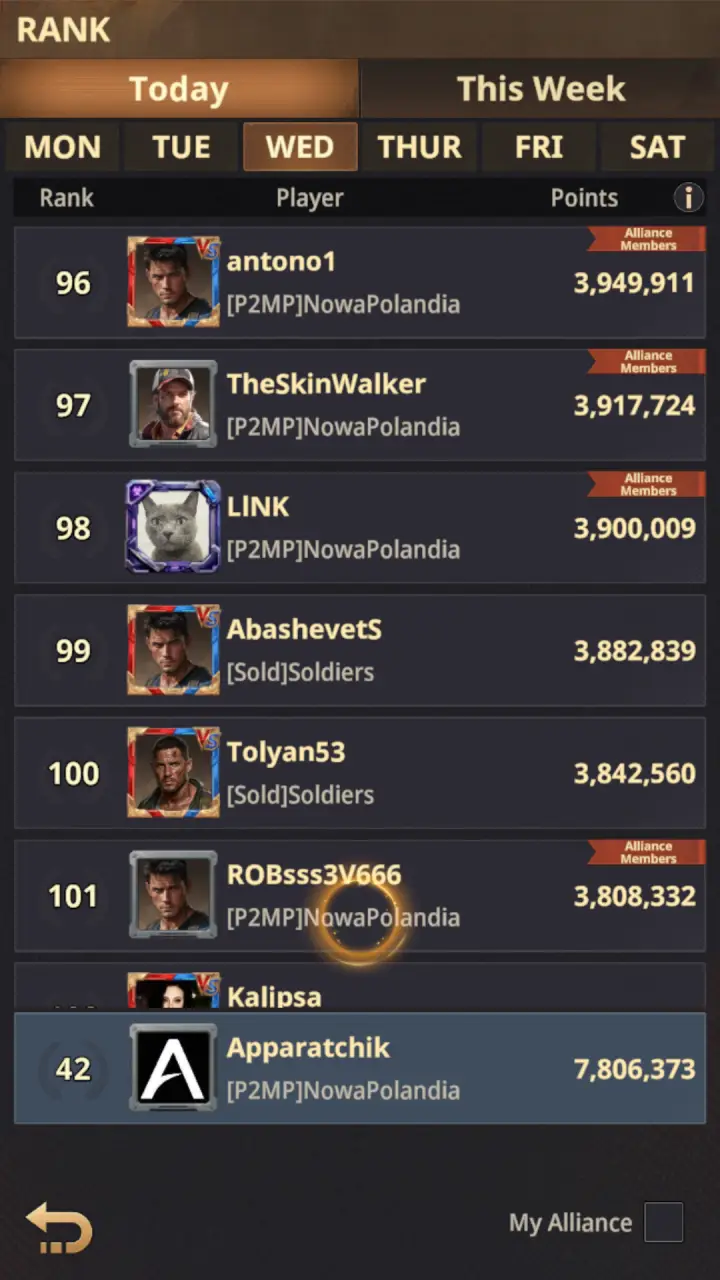 RANK
Today
This Week
MON
TUE
WED
THUR
FRI
SAT
Rank
Player
Points
96
antono1
[P2MP]NowaPolandia
Alliance
Members
3,949,911
97
TheSkinWalker
[P2MP]NowaPolandia
Alliance
Members
3,917,724
98
LlNK
[P2MP]NowaPolandia
Alliance
Members
3,900,009
99
AbashevetS
[Sold]Soldiers
3,882,839
100
Tolyan53
[Sold]Soldiers
3,842,560
101
ROBsss3V666
[P2MP]NowaPolandia
Alliance
Members
3,808,332
Kalipsa
42
Apparatchik
[P2MP]NowaPolandia
7,806,373
My Alliance